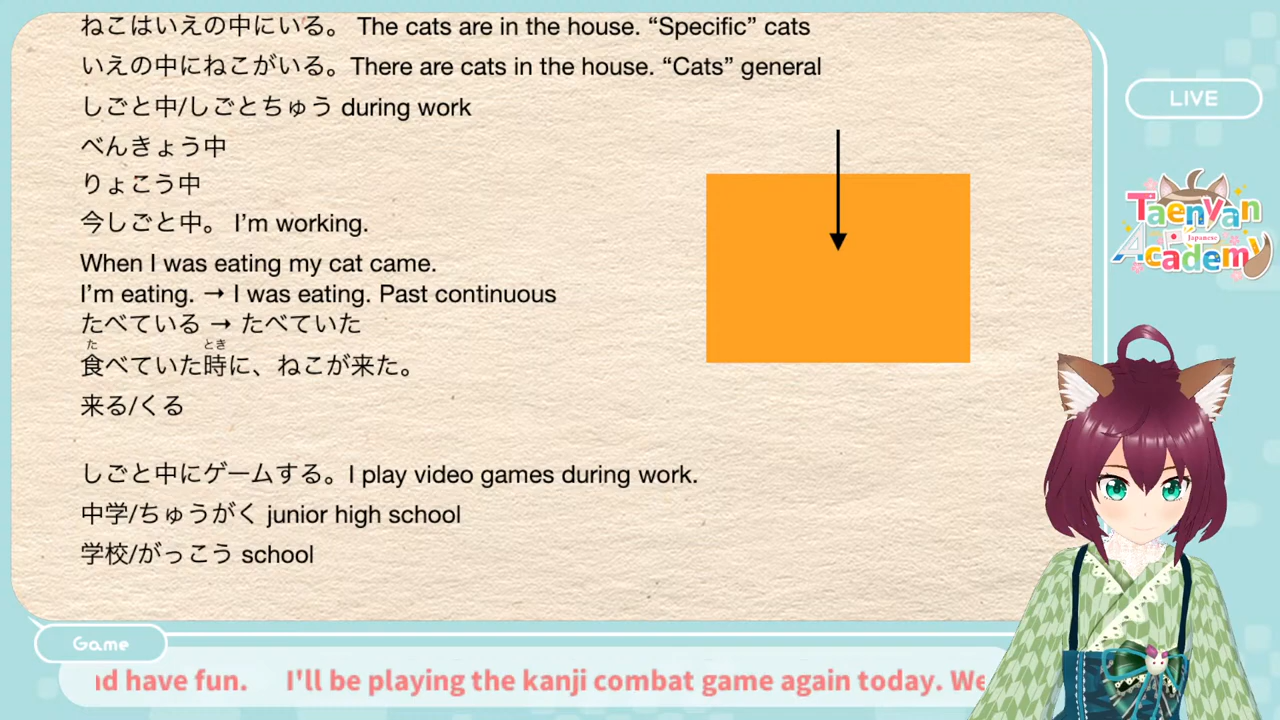 ねこはいえの中にいる。 The cats are in the house. “Specific” cats
いえの中にねこがいる。There are cats in the house. “Cats” general
しごと中/しごとちゅう during work
べんきょう中
りょこう中
今しごと中。 I’m working.
When I was eating my cat came.
I’m eating. → I was eating. Past continuous
たべている → たべていた
た とき
食べていた時に、ねこが来た。
来る/くる
しごと中にゲームする。I play video games during work.
中学/ちゅうがく junior high school
学校/がっこう school
LIVE
Taenyan
Japanese
Academy
Game
nd have fun. I'll be playing the kanji combat game again today. We